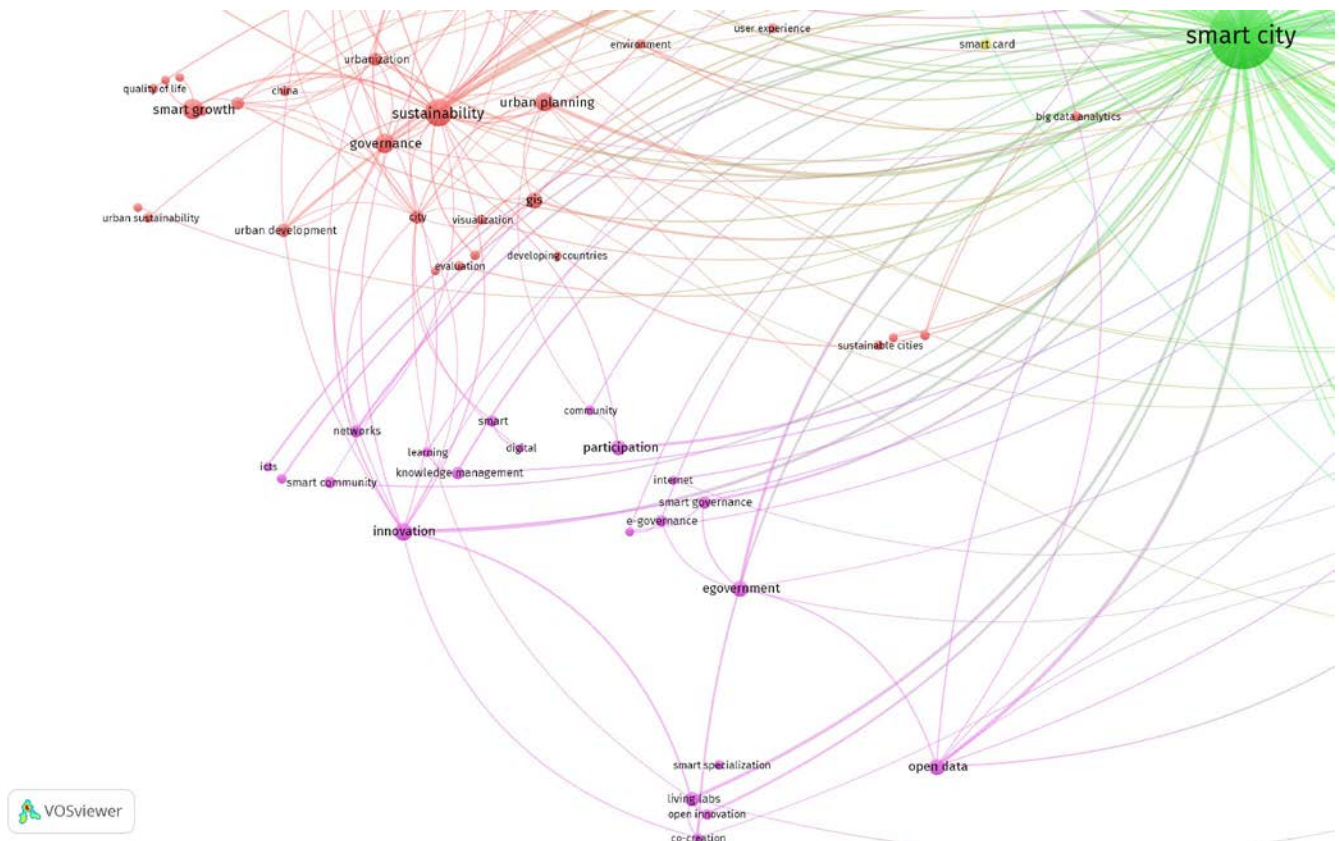 user experience
smart city
environment
smart card
urbanization
quality of life
china
smart growth
sustainability
urban planning
big data analytics
governance
gis
urban sustainability
city
visualization
urban development
developing countries
evaluation
sustainable cities
community
smart
networks
participation
digital
learning
icts
knowledge management
smart community
internet
smart governance
e-governance
innovation
egovernment
smart specialization
open data
living labs
open innovation
co-creation
VOSviewer